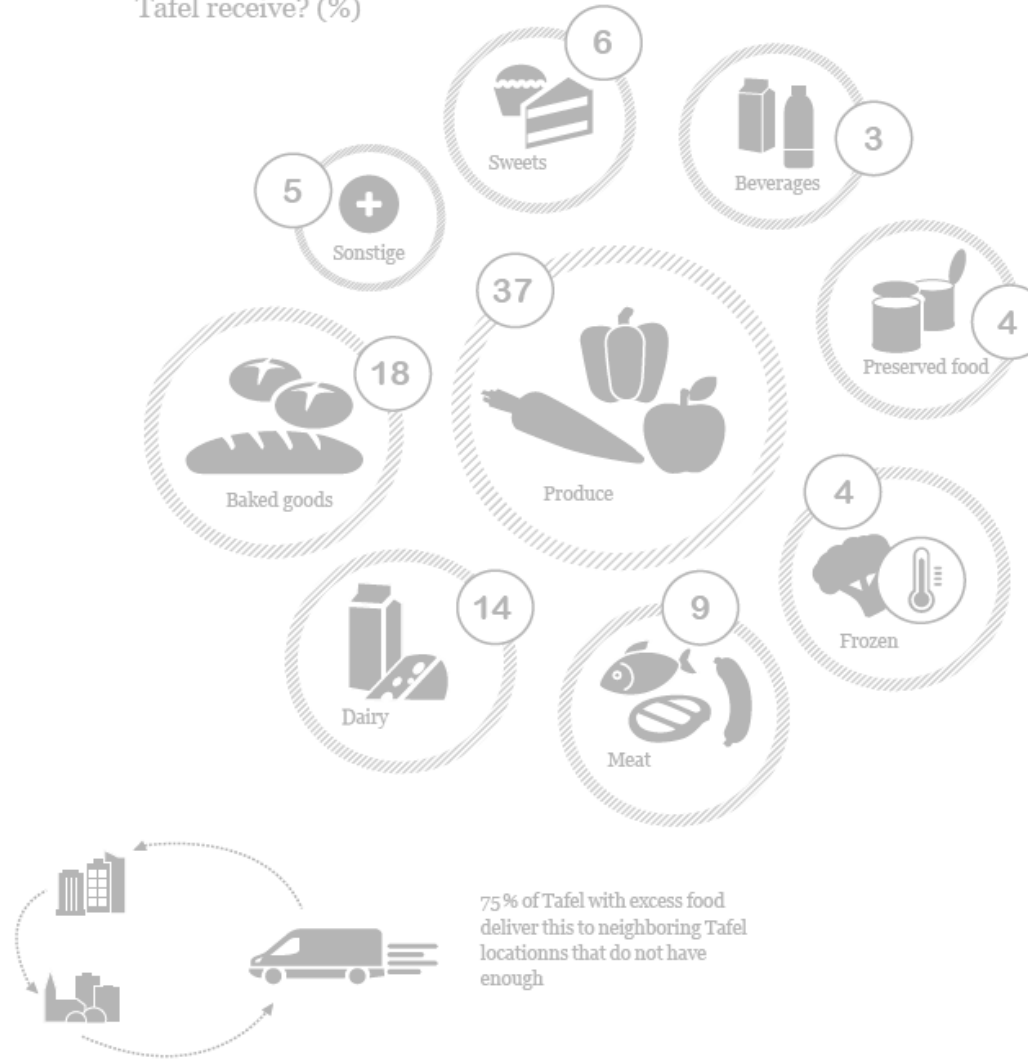 Tafel receive? (%)
6
Sweets
3
Beverages
5
Sonstige
37
Produce
4
Preserved food
18
Baked goods
4
Frozen
14
Dairy
9
Meat
75 % of Tafel with excess food
deliver this to neighboring Tafel
locationns that do not have
enough